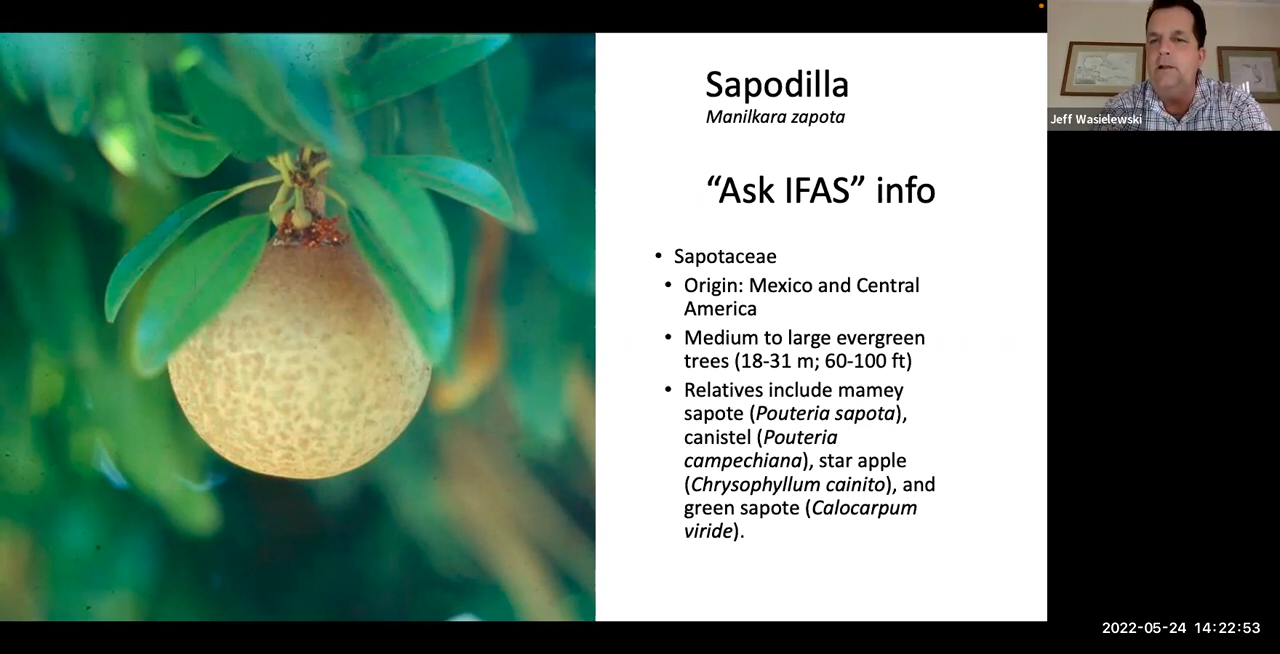 Sapodilla
Manilkara zapota
“Ask IFAS” info
• Sapotaceae
• Origin: Mexico and Central
America
• Medium to large evergreen
trees (18-31 m; 60-100 ft)
• Relatives include mamey
sapote (Pouteria sapota),
canistel (Pouteria
campechiana), star apple
(Chrysophyllum cainito), and
green sapote (Calocarpum
viride).
Jeff Wasielewski
2022-05-24 14:22:53